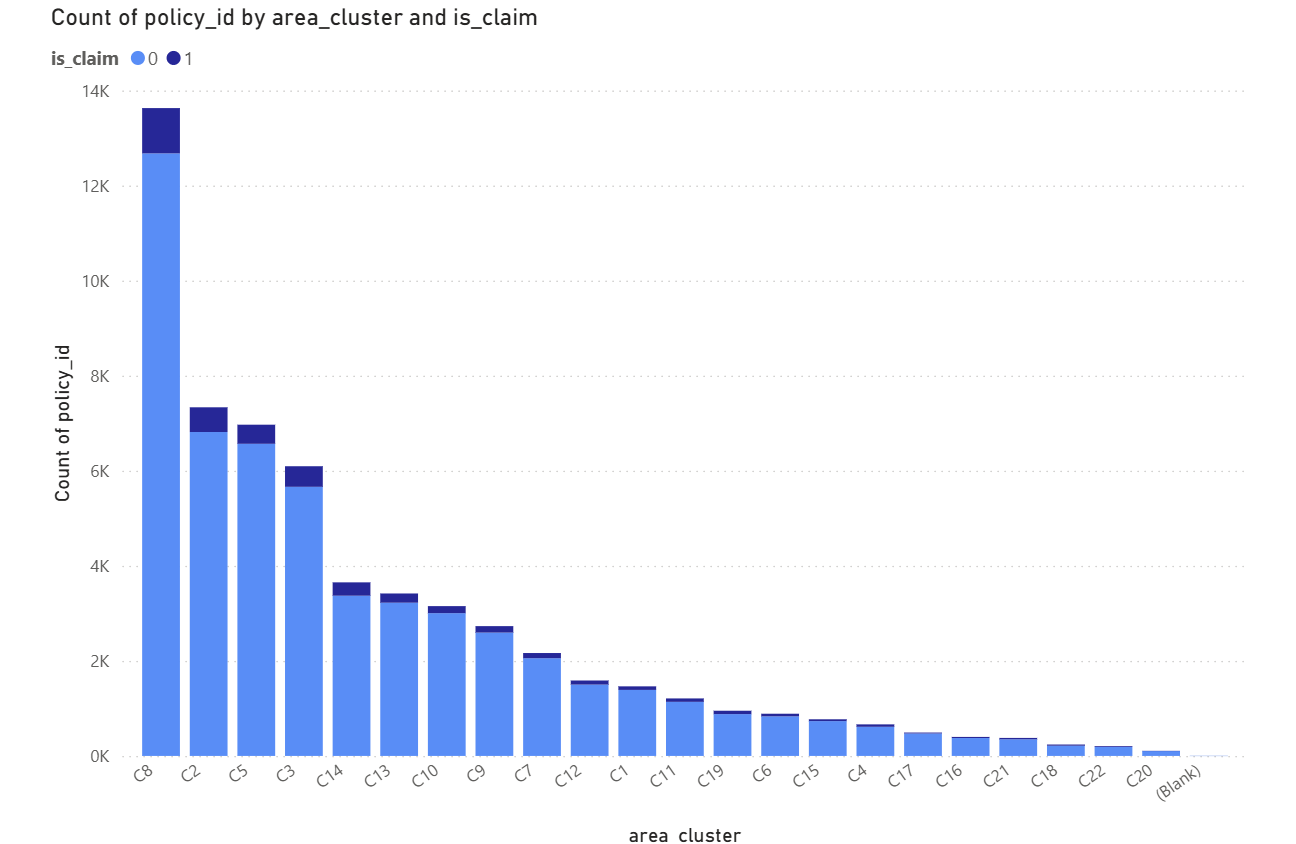 Count of policy_id by area_cluster and is_claim
is_claim 0 1
14K
12K
10K
8K
6K
4K
2K
0K
Count of policy_id
C8 C2 C5 C3 C14 C13 C10 C9 C7 C12 C1 C11 C19 C6 C15 C4 C17 C16 C21 C18 C22 C20 (Blank)
area cluster